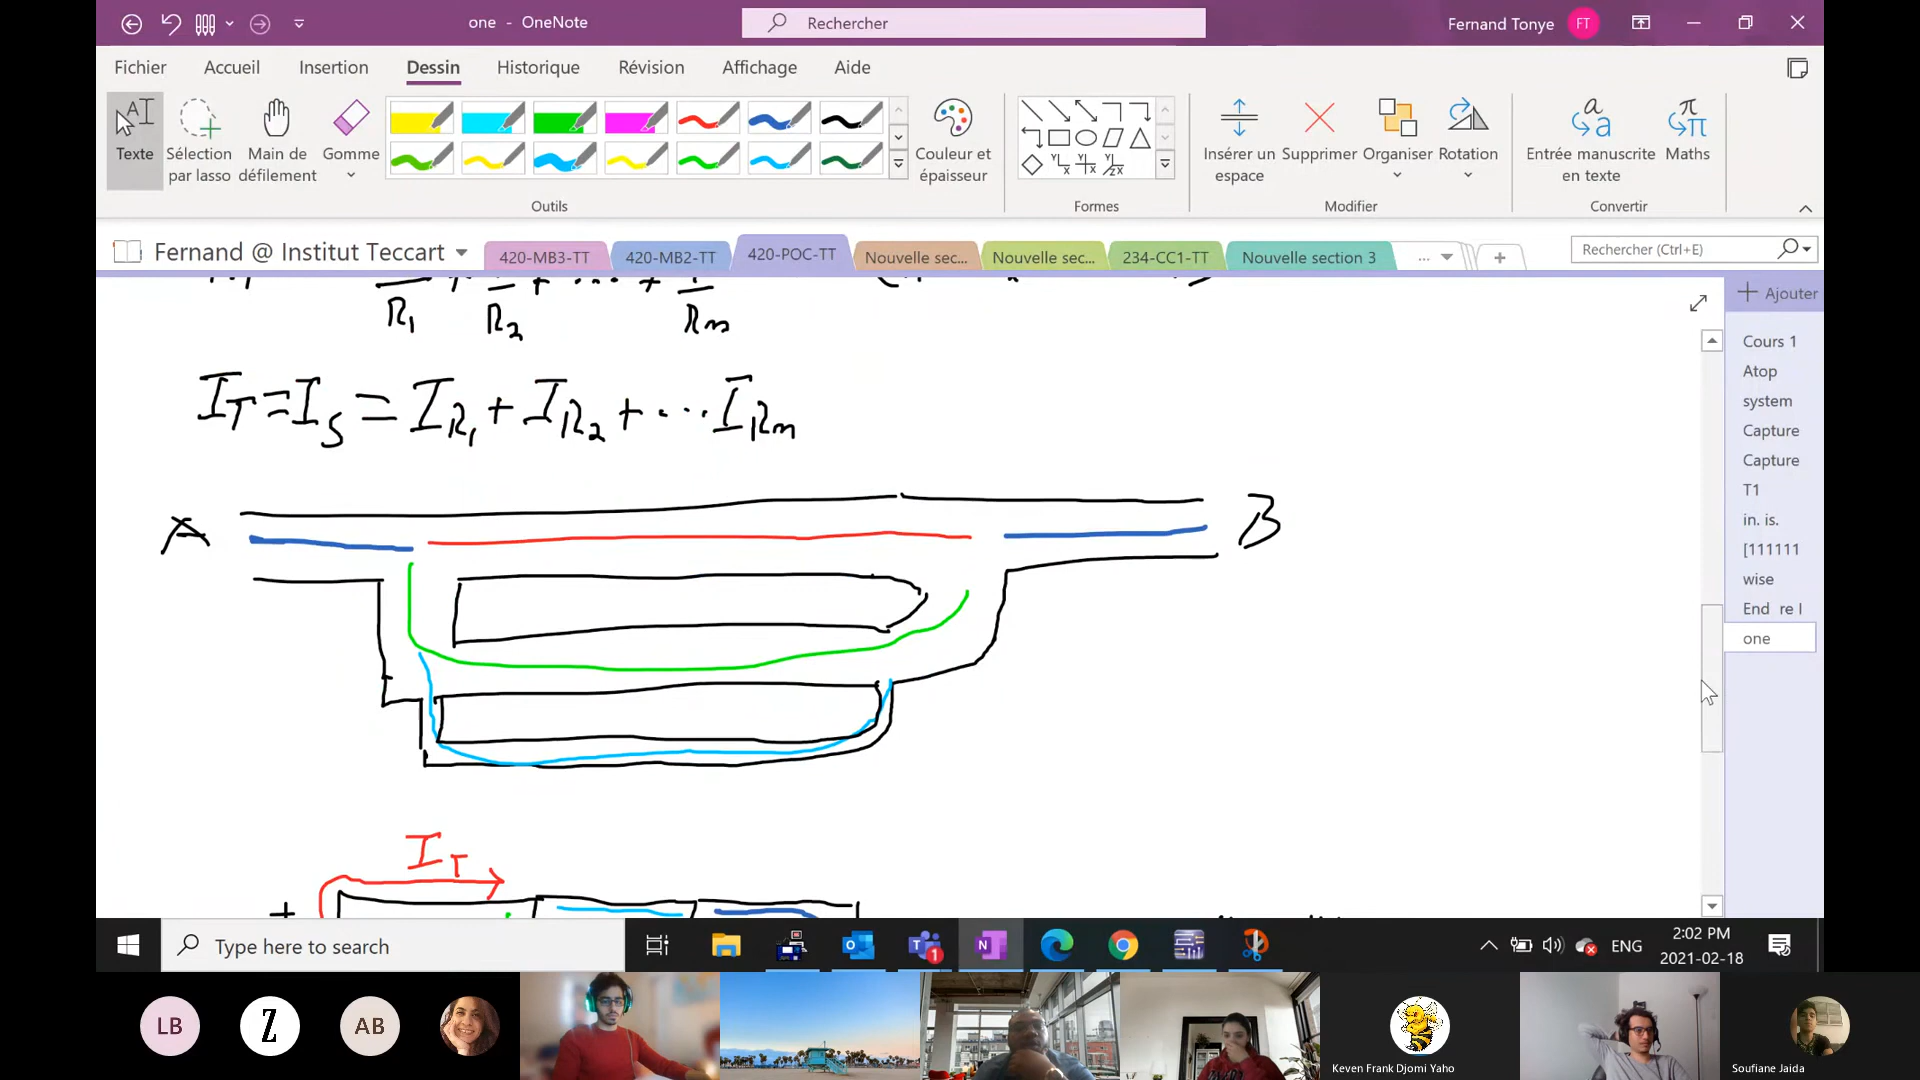 one - OneNote
Rechercher
Fernand Tonye
FT
Fichier Accueil Insertion Dessin Historique Révision Affichage Aide
Texte
Sélection par lasso
Main de défilement
Gomme
Couleur et épaisseur
Insérer un espace
Supprimer
Organiser
Rotation
Entrée manuscrite en texte
Maths
Outils Formes Modifier Convertir
Fernand @ Institut Teccart
420-MB3-TT 420-MB2-TT 420-POC-TT Nouvelle sec... Nouvelle sec... 234-CC1-TT Nouvelle section 3 ...
Rechercher (Ctrl+E)
Ajouter
Cours 1
Atop
system
Capture
Capture
T1
in. is.
[111111
wise
End re l
one
R1 R2 Rn
IT = IS = IR1 + IR2 + ... IRn
A B
IT
+
Type here to search
1
ENG
2:02 PM
2021-02-18
LB Z AB
Keven Frank Djomi Yaho
Soufiane Jaida